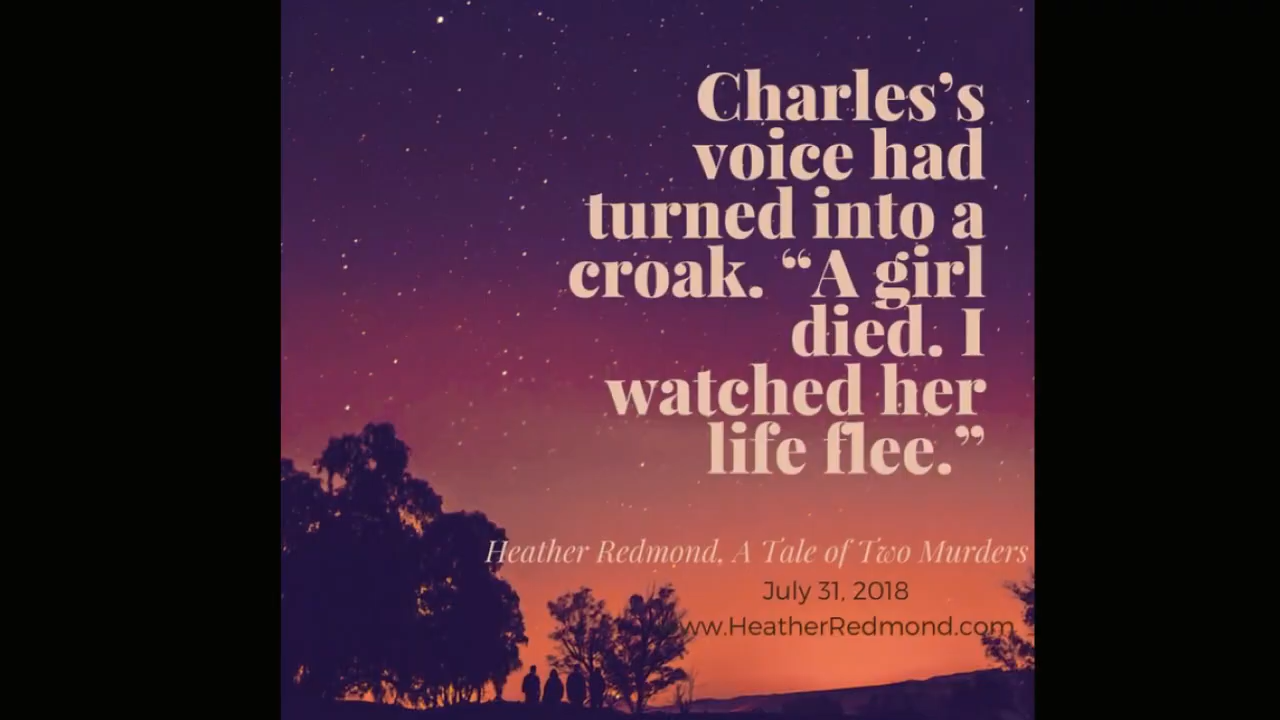 Charles’s
voice had
turned into a
croak. “A girl
died. I
watched her
life flee.”
Heather Redmond, A Tale of Two Murders
July 31, 2018
www.HeatherRedmond.com